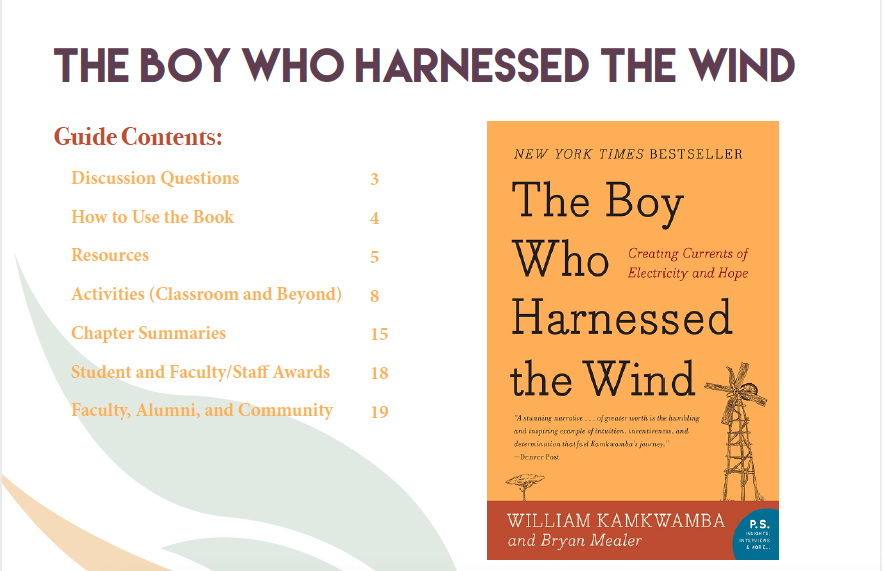 THE BOY WHO HARNESSED THE WIND
Guide Contents:
Discussion Questions 3
How to Use the Book 4
Resources 5
Activities (Classroom and Beyond) 8
Chapter Summaries 15
Student and Faculty/Staff Awards 18
Faculty, Alumni, and Community 19
NEW YORK TIMES BESTSELLER
The Boy
Who
Creating Currents of
Electricity and Hope
Harnessed
the Wind
"A stunning narrative . . . of greater worth is the humbling
and inspiring example of intuition, inventiveness, and
determination that fuel Kamkwamba's journey."
—Denver Post
WILLIAM KAMKWAMBA
and Bryan Mealer
P.S.
INSIGHTS,
INTERVIEWS
& MORE...